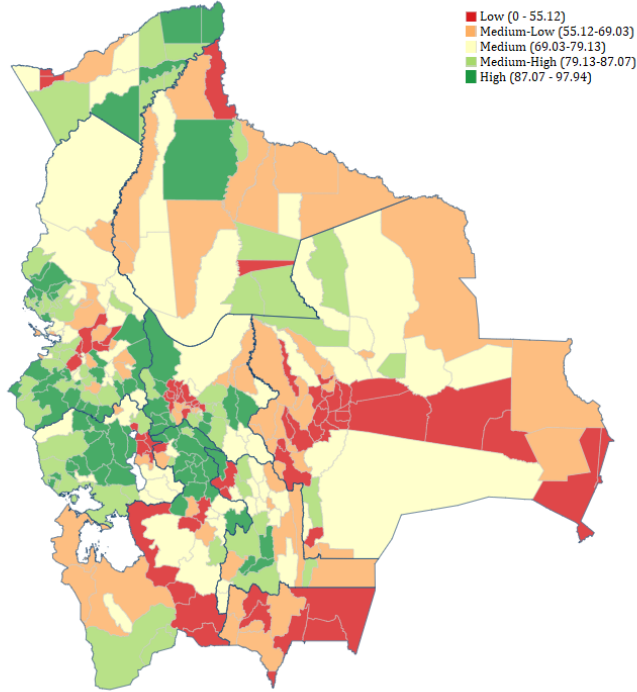 Low (0 - 55.12)
Medium-Low (55.12-69.03)
Medium (69.03-79.13)
Medium-High (79.13-87.07)
High (87.07 - 97.94)